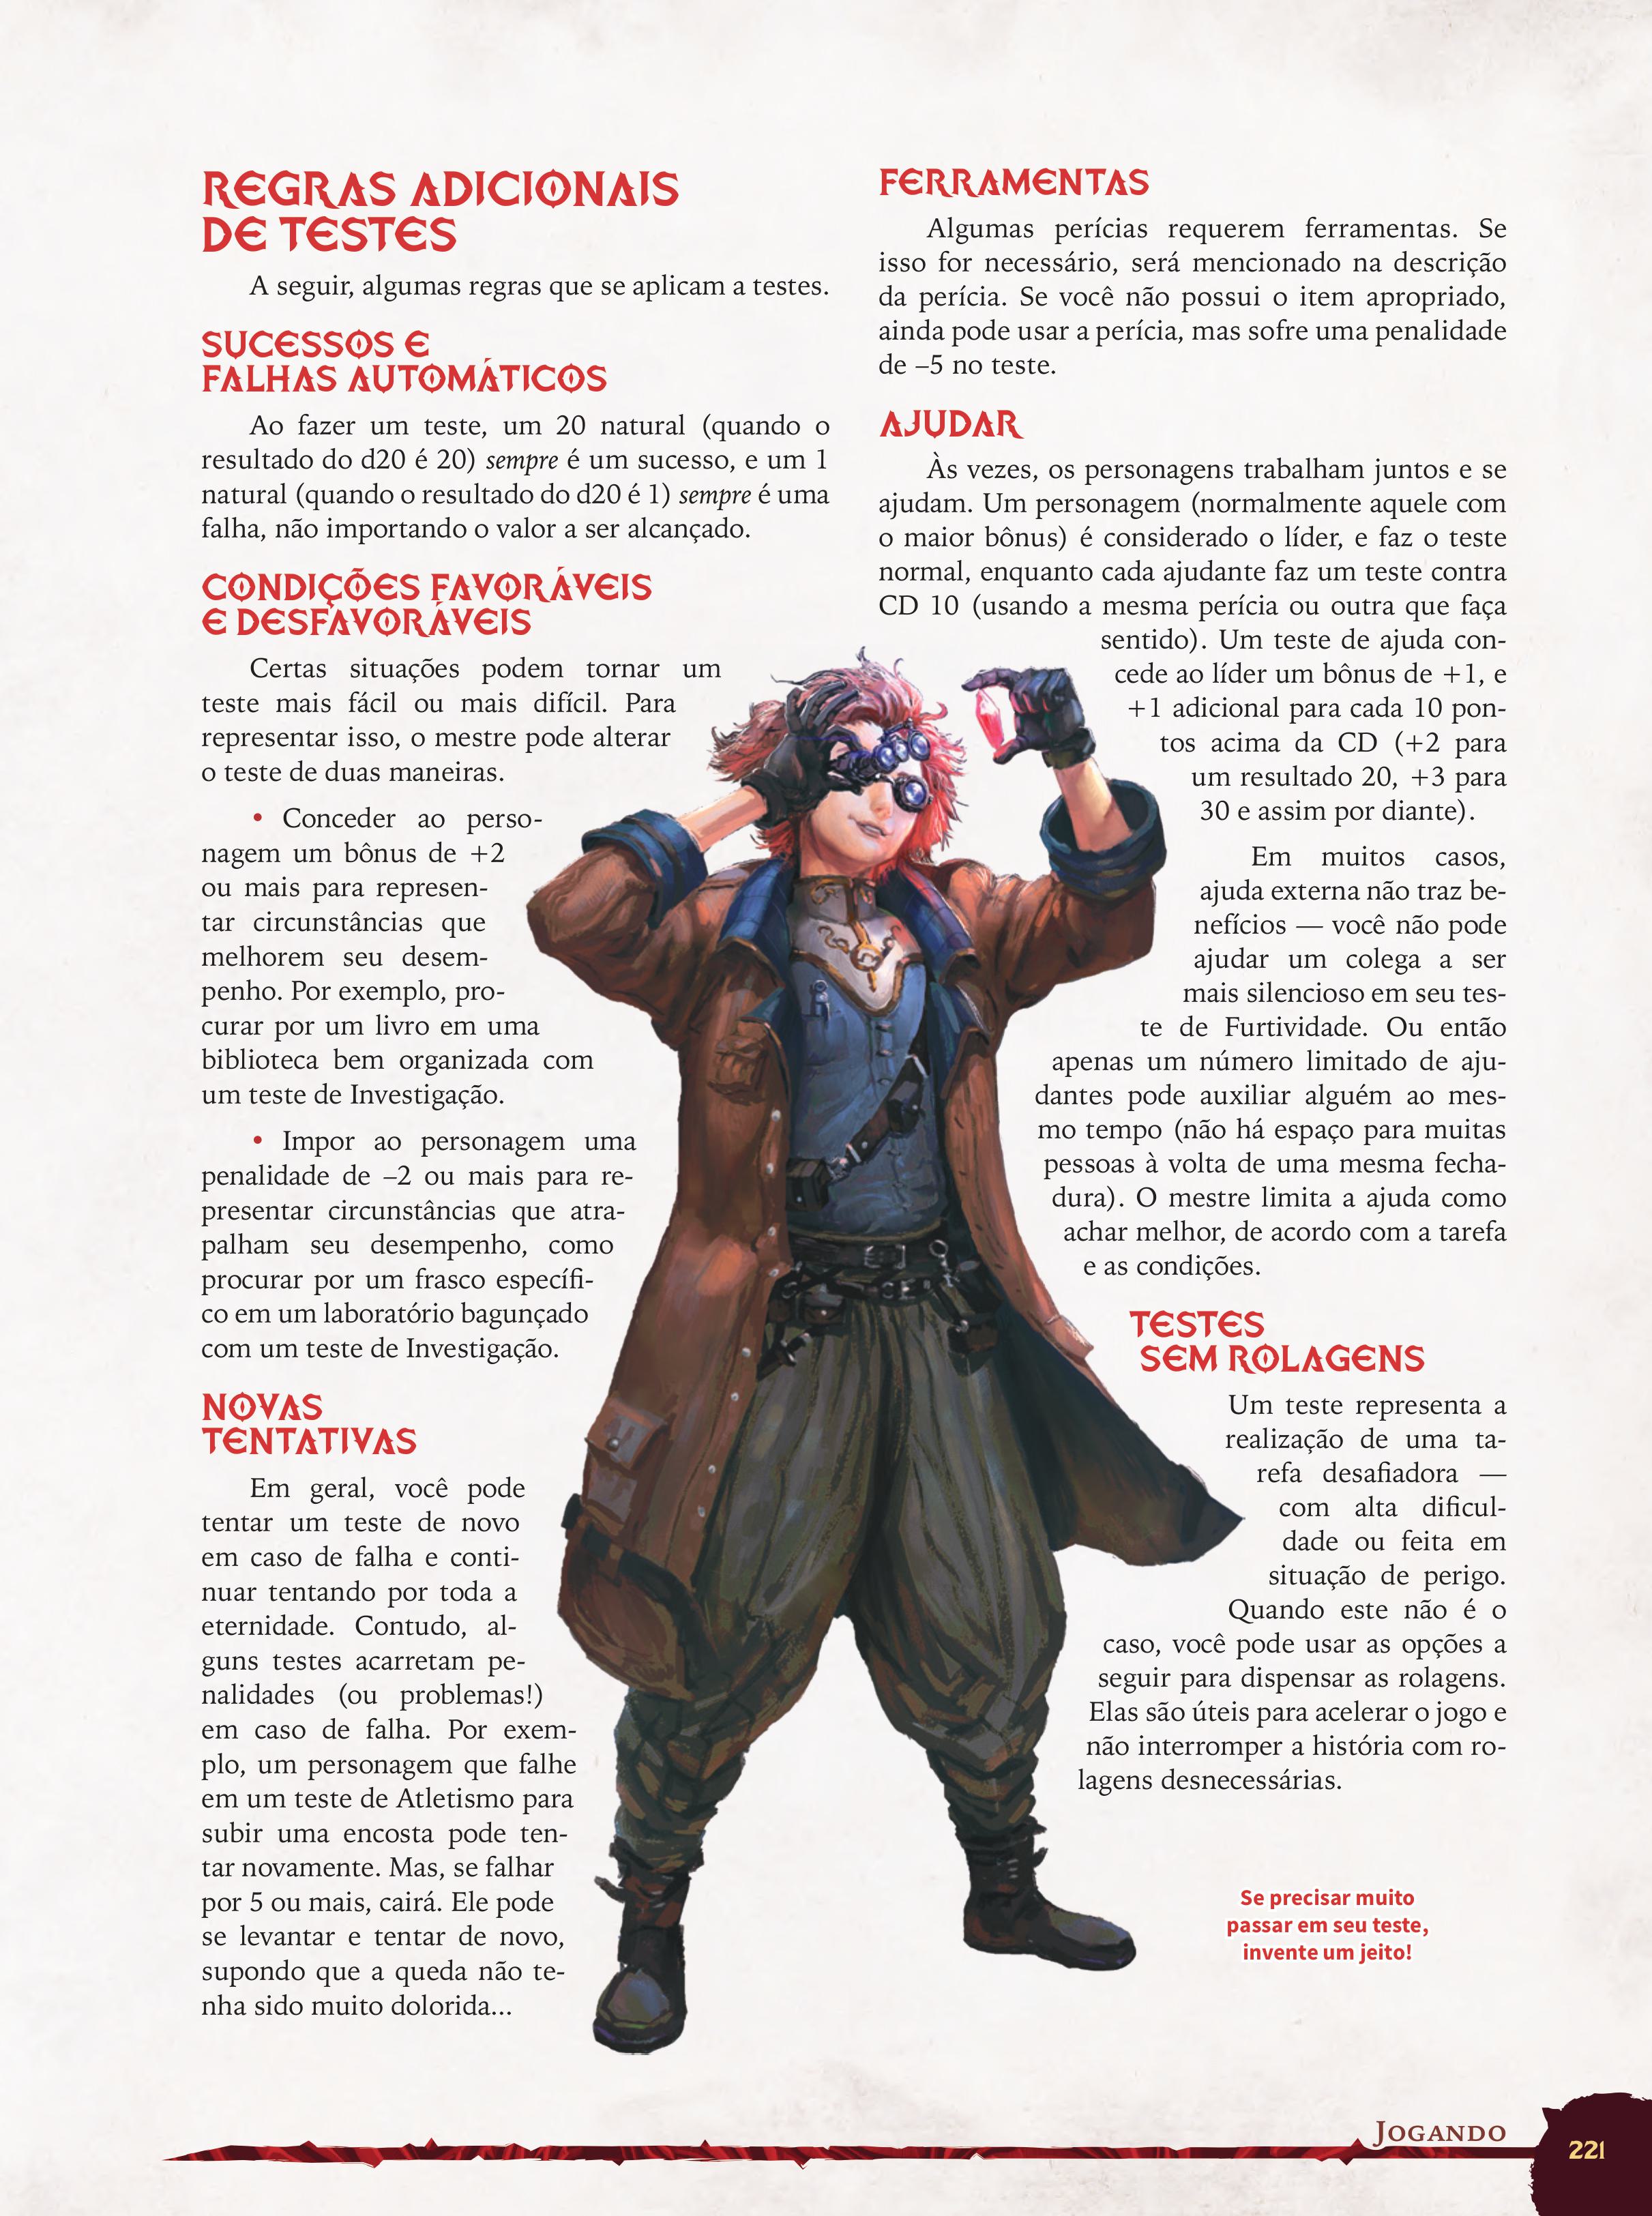 REGRAS ADICIONAIS
DE TESTES
A seguir, algumas regras que se aplicam a testes.
SUCESSOS E
FALHAS AUTOMÁTICOS
Ao fazer um teste, um 20 natural (quando o
resultado do d20 é 20) sempre é um sucesso, e um 1
natural (quando o resultado do d20 é 1) sempre é uma
falha, não importando o valor a ser alcançado.
CONDIÇÕES FAVORÁVEIS
E DESFAVORÁVEIS
Certas situações podem tornar um
teste mais fácil ou mais difícil. Para
representar isso, o mestre pode alterar
o teste de duas maneiras.
• Conceder ao perso-
nagem um bônus de +2
ou mais para represen-
tar circunstâncias que
melhorem seu desem-
penho. Por exemplo, pro-
curar por um livro em uma
biblioteca bem organizada com
um teste de Investigação.
• Impor ao personagem uma
penalidade de –2 ou mais para re-
presentar circunstâncias que atra-
palham seu desempenho, como
procurar por um frasco específi-
co em um laboratório bagunçado
com um teste de Investigação.
NOVAS
TENTATIVAS
Em geral, você pode
tentar um teste de novo
em caso de falha e conti-
nuar tentando por toda a
eternidade. Contudo, al-
guns testes acarretam pe-
nalidades (ou problemas!)
em caso de falha. Por exem-
plo, um personagem que falhe
em um teste de Atletismo para
subir uma encosta pode ten-
tar novamente. Mas, se falhar
por 5 ou mais, cairá. Ele pode
se levantar e tentar de novo,
supondo que a queda não te-
nha sido muito dolorida...
FERRAMENTAS
Algumas perícias requerem ferramentas. Se
isso for necessário, será mencionado na descrição
da perícia. Se você não possui o item apropriado,
ainda pode usar a perícia, mas sofre uma penalidade
de –5 no teste.
AJUDAR
Às vezes, os personagens trabalham juntos e se
ajudam. Um personagem (normalmente aquele com
o maior bônus) é considerado o líder, e faz o teste
normal, enquanto cada ajudante faz um teste contra
CD 10 (usando a mesma perícia ou outra que faça
sentido). Um teste de ajuda con-
cede ao líder um bônus de +1, e
+1 adicional para cada 10 pon-
tos acima da CD (+2 para
um resultado 20, +3 para
30 e assim por diante).
Em muitos casos,
ajuda externa não traz be-
nefícios — você não pode
ajudar um colega a ser
mais silencioso em seu tes-
te de Furtividade. Ou então
apenas um número limitado de aju-
dantes pode auxiliar alguém ao mes-
mo tempo (não há espaço para muitas
pessoas à volta de uma mesma fecha-
dura). O mestre limita a ajuda como
achar melhor, de acordo com a tarefa
e as condições.
TESTES
SEM ROLAGENS
Um teste representa a
realização de uma ta-
refa desafiadora —
com alta dificul-
dade ou feita em
situação de perigo.
Quando este não é o
caso, você pode usar as opções a
seguir para dispensar as rolagens.
Elas são úteis para acelerar o jogo e
não interromper a história com ro-
lagens desnecessárias.
Se precisar muito
passar em seu teste,
invente um jeito!
JOGANDO
221